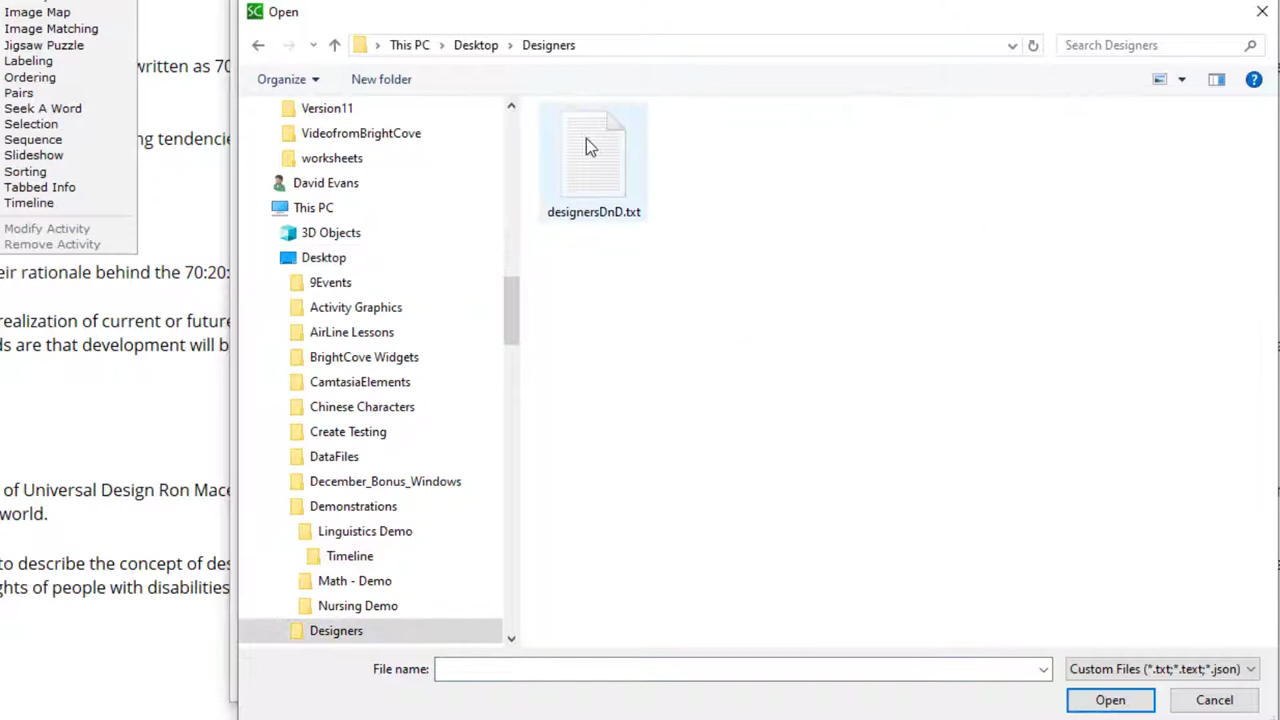 Image Map
Image Matching
Jigsaw Puzzle
Labeling
Ordering
Pairs
Seek A Word
Selection
Sequence
Slideshow
Sorting
Tabbed Info
Timeline
Modify Activity
Remove Activity
written as 70
ng tendencie
eir rationale behind the 70:20:
realization of current or future
ds are that development will b
of Universal Design Ron Mace
world.
to describe the concept of des
ghts of people with disabilities
SC Open
This PC Desktop Designers
Search Designers
Organize New folder
Version11
VideofromBrightCove
worksheets
David Evans
This PC
3D Objects
Desktop
9Events
Activity Graphics
AirLine Lessons
BrightCove Widgets
CamtasiaElements
Chinese Characters
Create Testing
DataFiles
December_Bonus_Windows
Demonstrations
Linguistics Demo
Timeline
Math - Demo
Nursing Demo
Designers
designersDnD.txt
File name:
Custom Files (*.txt;*.text;*.json)
Open Cancel